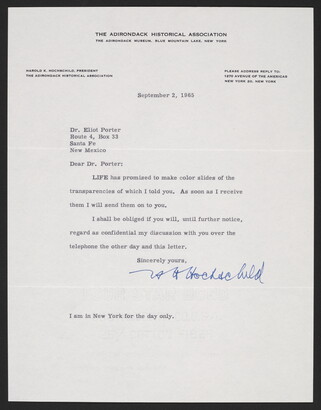 THE ADIRONDACK HISTORICAL ASSOCIATION
THE ADIRONDACK MUSEUM, BLUE MOUNTAIN LAKE, NEW YORK
HAROLD K. HOCHSCHILD, PRESIDENT
THE ADIRONDACK HISTORICAL ASSOCIATION
PLEASE ADDRESS REPLY TO:
1270 AVENUE OF THE AMERICAS
NEW YORK 20, NEW YORK
September 2, 1965
Dr. Eliot Porter
Route 4, Box 33
Santa Fe
New Mexico
Dear Dr. Porter:
LIFE has promised to make color slides of the
transparencies of which I told you. As soon as I receive
them I will send them on to you.
I shall be obliged if you will, until further notice,
regard as confidential my discussion with you over the
telephone the other day and this letter.
Sincerely yours,
H K Hochschild
I am in New York for the day only.